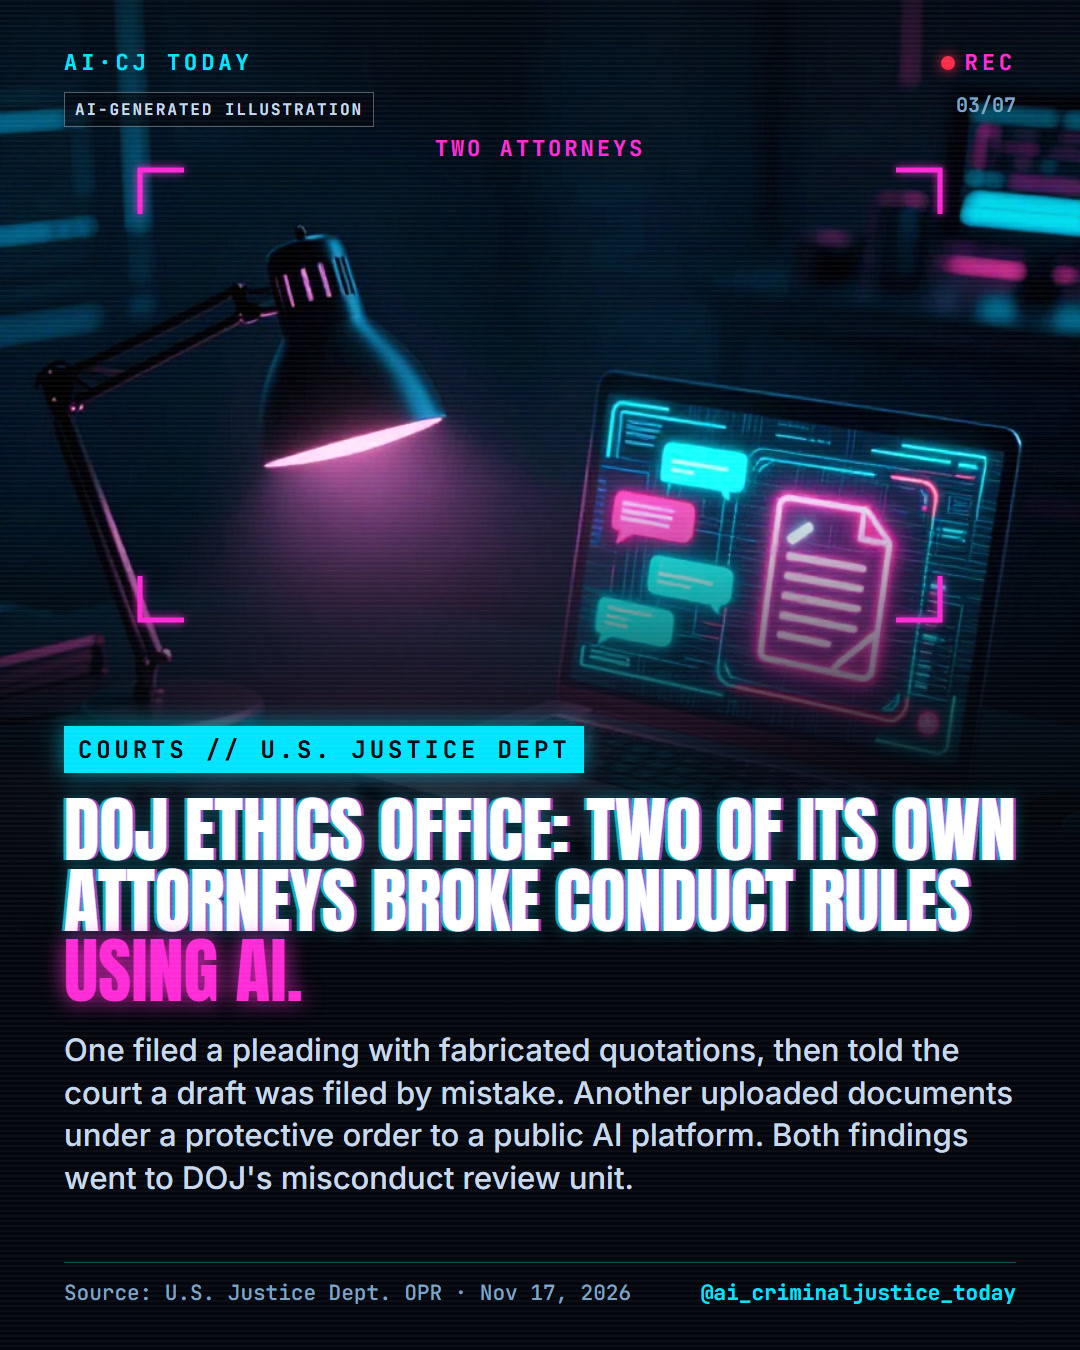 AI·CJ TODAY
REC
AI-GENERATED ILLUSTRATION
03/07
TWO ATTORNEYS
COURTS // U.S. JUSTICE DEPT
DOJ ETHICS OFFICE: TWO OF ITS OWN
ATTORNEYS BROKE CONDUCT RULES
USING AI.
One filed a pleading with fabricated quotations, then told the
court a draft was filed by mistake. Another uploaded documents
under a protective order to a public AI platform. Both findings
went to DOJ's misconduct review unit.
Source: U.S. Justice Dept. OPR · Nov 17, 2026
@ai_criminaljustice_today